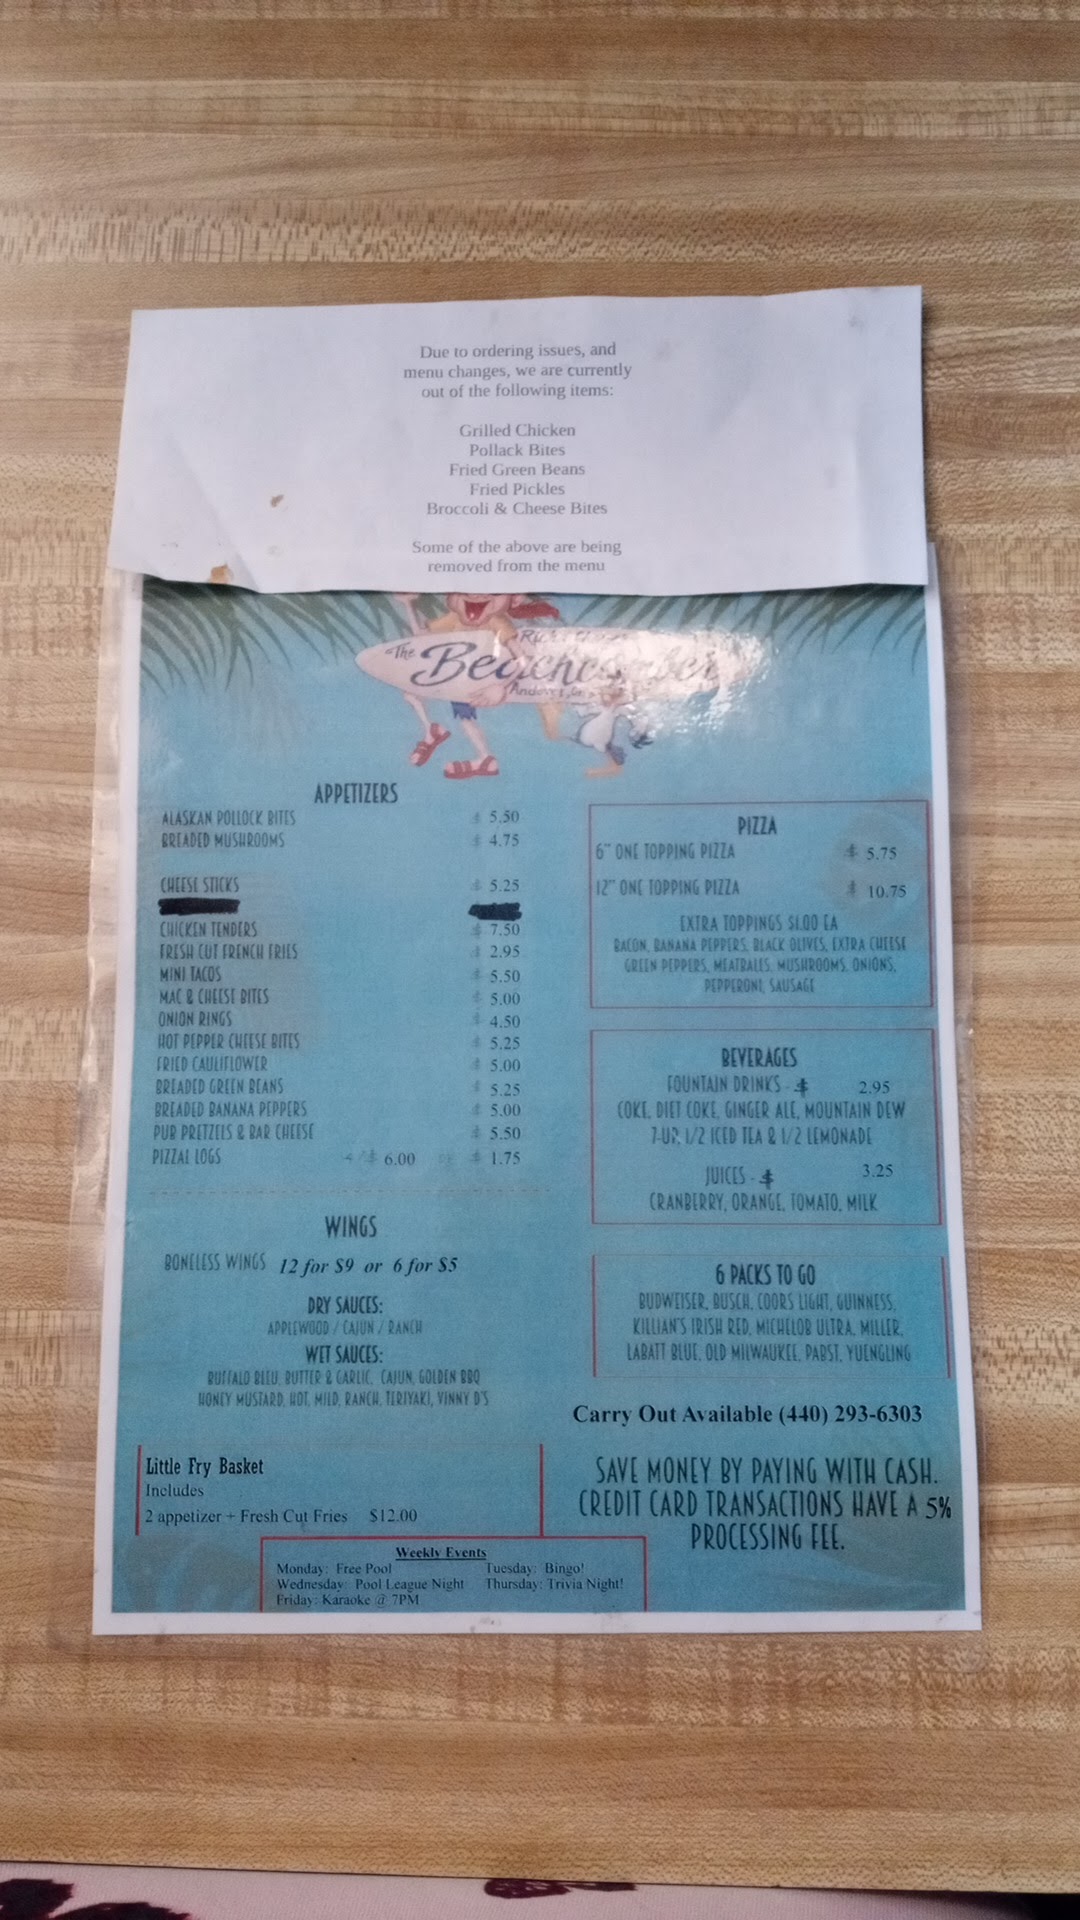 Due to ordering issues, and
menu changes, we are currently
out of the following items:
Grilled Chicken
Pollack Bites
Fried Green Beans
Fried Pickles
Broccoli & Cheese Bites
Some of the above are being
removed from the menu
The Beachcomber
Andover, Oh
APPETIZERS
ALASKAN POLLOCK BITES $ 5.50
BREADED MUSHROOMS $ 4.75
CHEESE STICKS $ 5.25
CHICKEN TENDERS $ 7.50
FRESH CUT FRENCH FRIES $ 2.95
MINI TACOS $ 5.50
MAC & CHEESE BITES $ 5.00
ONION RINGS $ 4.50
HOT PEPPER CHEESE BITES $ 5.25
FRIED CAULIFLOWER $ 5.00
BREADED GREEN BEANS $ 5.25
BREADED BANANA PEPPERS $ 5.00
PUB PRETZELS & BAR CHEESE $ 5.50
PIZZAE LOGS 4/$ 6.00 OR $ 1.75
WINGS
BONELESS WINGS 12 for $9 or 6 for $5
DRY SAUCES:
APPLEWOOD / CAJUN / RANCH
WET SAUCES:
BUFFALO BLEU, BUTTER & GARLIC, CAJUN, GOLDEN BBQ
HONEY MUSTARD, HOT, MILD, RANCH, TERIYAKI, VINNY D'S
PIZZA
6" ONE TOPPING PIZZA $ 5.75
12" ONE TOPPING PIZZA $ 10.75
EXTRA TOPPINGS $1.00 EA
BACON, BANANA PEPPERS, BLACK OLIVES, EXTRA CHEESE
GREEN PEPPERS, MEATBALLS, MUSHROOMS, ONIONS,
PEPPERONI, SAUSAGE
BEVERAGES
FOUNTAIN DRINKS - $ 2.95
COKE, DIET COKE, GINGER ALE, MOUNTAIN DEW
7-UP, 1/2 ICED TEA & 1/2 LEMONADE
JUICES - $ 3.25
CRANBERRY, ORANGE, TOMATO, MILK
6 PACKS TO GO
BUDWEISER, BUSCH, COORS LIGHT, GUINNESS,
KILLIAN'S IRISH RED, MICHELOB ULTRA, MILLER,
LABATT BLUE, OLD MILWAUKEE, PABST, YUENGLING
Carry Out Available (440) 293-6303
SAVE MONEY BY PAYING WITH CASH.
CREDIT CARD TRANSACTIONS HAVE A 5%
PROCESSING FEE.
Little Fry Basket
Includes
2 appetizer + Fresh Cut Fries $12.00
Weekly Events
Monday: Free Pool Tuesday: Bingo!
Wednesday: Pool League Night Thursday: Trivia Night!
Friday: Karaoke @ 7PM